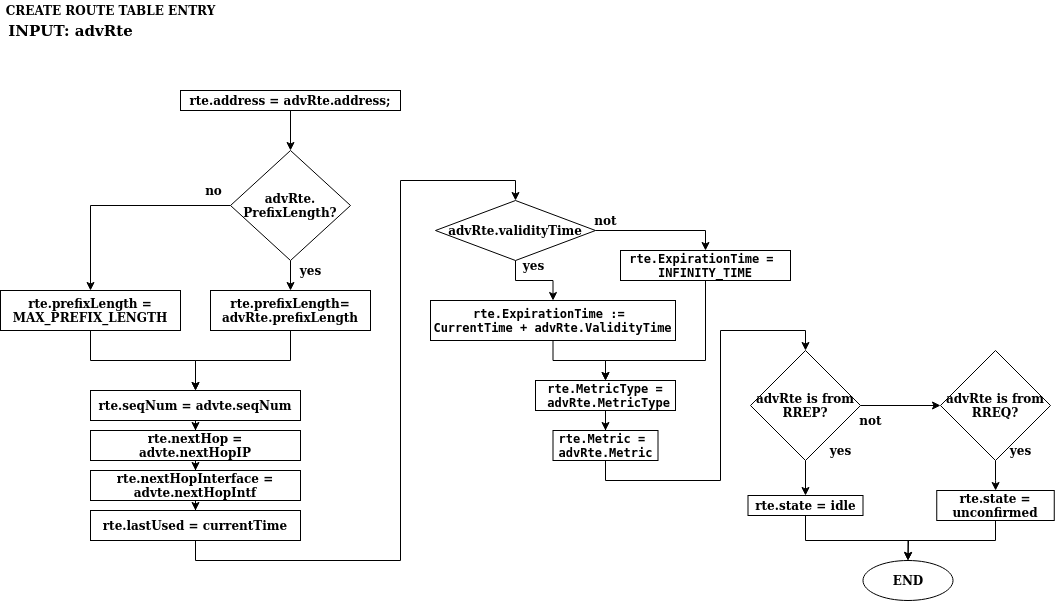 CREATE ROUTE TABLE ENTRY
INPUT: advRte
rte.address = advRte.address;
no
advRte.
PrefixLength?
yes
rte.prefixLength =
MAX_PREFIX_LENGTH
rte.prefixLength=
advRte.prefixLength
rte.seqNum = advte.seqNum
rte.nextHop =
advte.nextHopIP
rte.nextHopInterface =
advte.nextHopIntf
rte.lastUsed = currentTime
advRte.validityTime
not
yes
rte.ExpirationTime =
INFINITY_TIME
rte.ExpirationTime :=
CurrentTime + advRte.ValidityTime
rte.MetricType =
advRte.MetricType
rte.Metric =
advRte.Metric
advRte is from
RREP?
not
yes
advRte is from
RREQ?
yes
rte.state = idle
rte.state =
unconfirmed
END